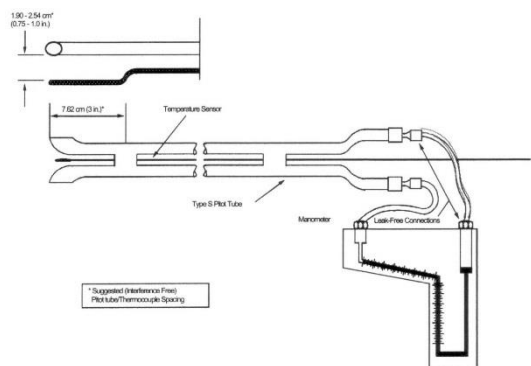 1.90 - 2.54 cm*
(0.75 - 1.0 in.)
7.62 cm (3 in.)*
Temperature Sensor
Type S Pitot Tube
Manometer
Leak-Free Connections
* Suggested (Interference Free)
Pitot tube/Thermocouple Spacing